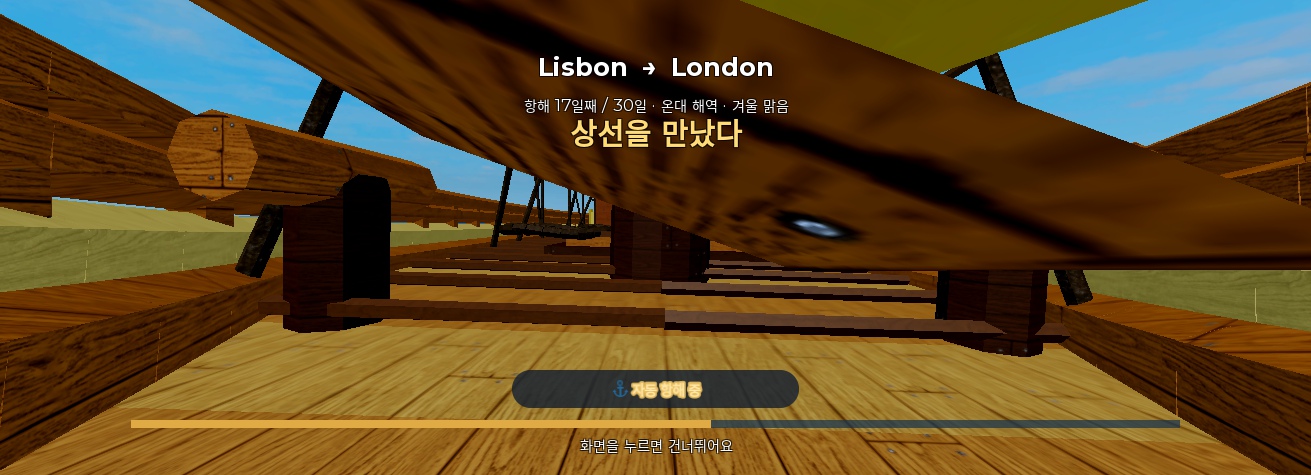 Lisbon → London
항해 17일째 / 30일 · 온대 해역 · 겨울 맑음
상선을 만났다
⚓ 자동 항해 중
화면을 누르면 건너뛰어요